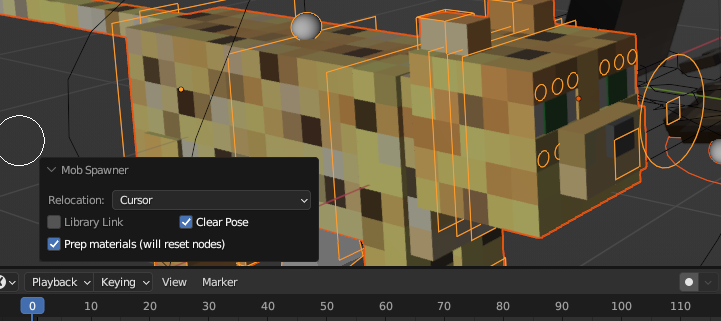 Mob Spawner
Relocation: Cursor
Library Link Clear Pose
Prep materials (will reset nodes)
Playback Keying View Marker
0 10 20 30 40 50 60 70 80 90 100 110